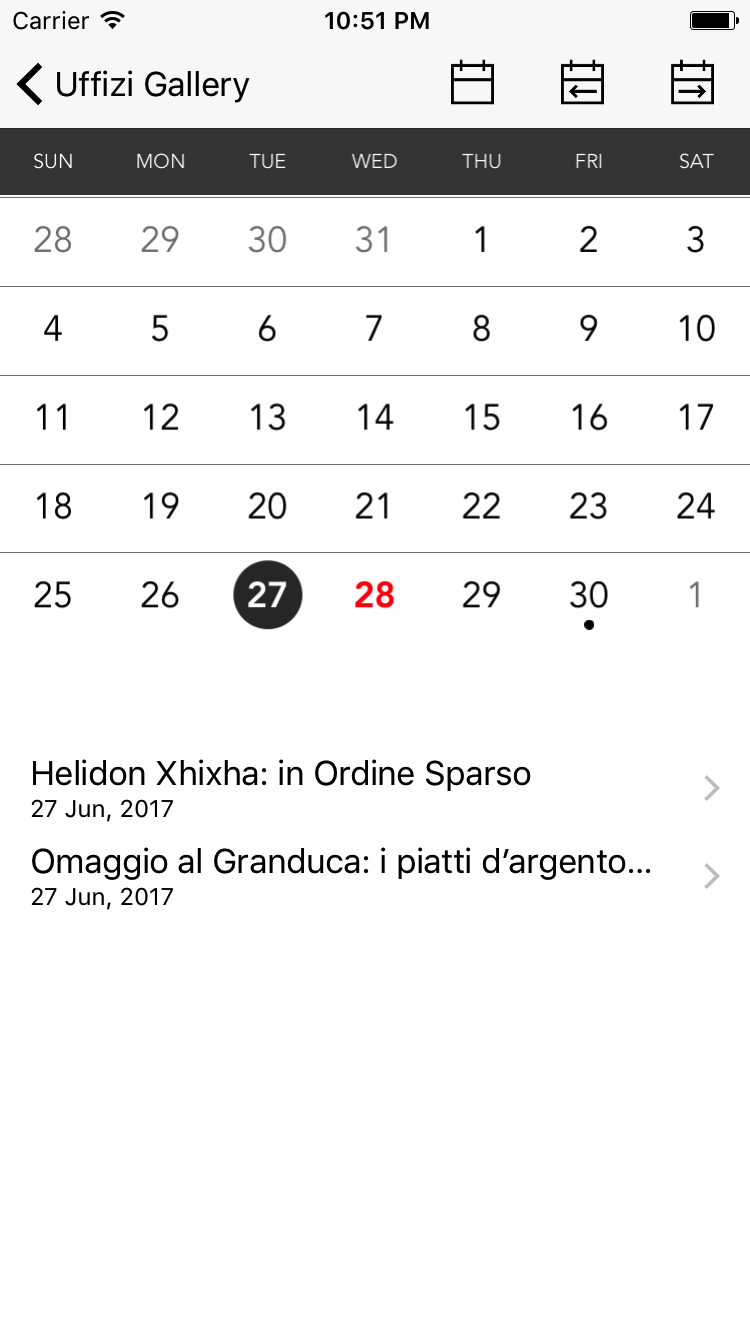 Carrier 10:51 PM
Uffizi Gallery
SUN MON TUE WED THU FRI SAT
28 29 30 31 1 2 3
4 5 6 7 8 9 10
11 12 13 14 15 16 17
18 19 20 21 22 23 24
25 26 27 28 29 30 1
Helidon Xhixha: in Ordine Sparso
27 Jun, 2017
Omaggio al Granduca: i piatti d’argento...
27 Jun, 2017